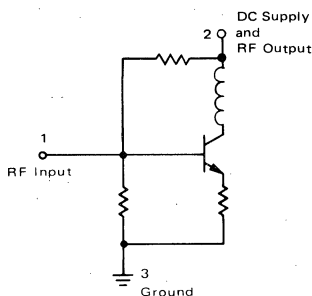 DC Supply
2 and
RF Output
1
RF Input
3
Ground